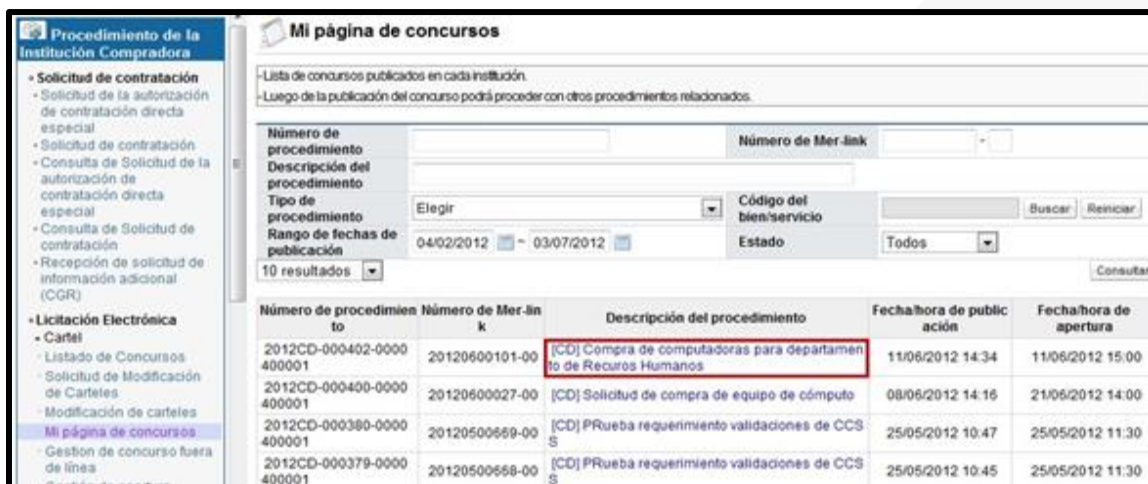 Procedimiento de la
Institución Compradora
Solicitud de contratación
Solicitud de la autorización
de contratación directa
especial
Solicitud de contratación
Consulta de Solicitud de la
autorización de
contratación directa
especial
Consulta de Solicitud de
contratación
Recepción de solicitud de
información adicional
(CGR)
Licitación Electrónica
Cartel
Listado de Concursos
Solicitud de Modificación
de Carteles
Modificación de carteles
Mi página de concursos
Gestion de concurso fuera
de línea
Mi página de concursos
-Lista de concursos publicados en cada institución.
-Luego de la publicación del concurso podrá proceder con otros procedimientos relacionados.
Número de
procedimiento
Número de Mer-link
-
Descripción del
procedimiento
Tipo de
procedimiento
Elegir
Código del
bien/servicio
Buscar
Reiniciar
Rango de fechas de
publicación
04/02/2012 ~ 03/07/2012
Estado
Todos
10 resultados
Consultar
Número de procedimien
to
Número de Mer-lin
k
Descripción del procedimiento
Fecha/hora de public
ación
Fecha/hora de
apertura
2012CD-000402-0000
400001
20120600101-00
[CD] Compra de computadoras para departamen
to de Recuros Humanos
11/06/2012 14:34
11/06/2012 15:00
2012CD-000400-0000
400001
20120600027-00
[CD] Solicitud de compra de equipo de cómputo
08/06/2012 14:16
21/06/2012 14:00
2012CD-000380-0000
400001
20120500669-00
[CD] PRueba requerimiento validaciones de CCS
S
25/05/2012 10:47
25/05/2012 11:30
2012CD-000379-0000
400001
20120500668-00
[CD] PRueba requerimiento validaciones de CCS
S
25/05/2012 10:45
25/05/2012 11:30